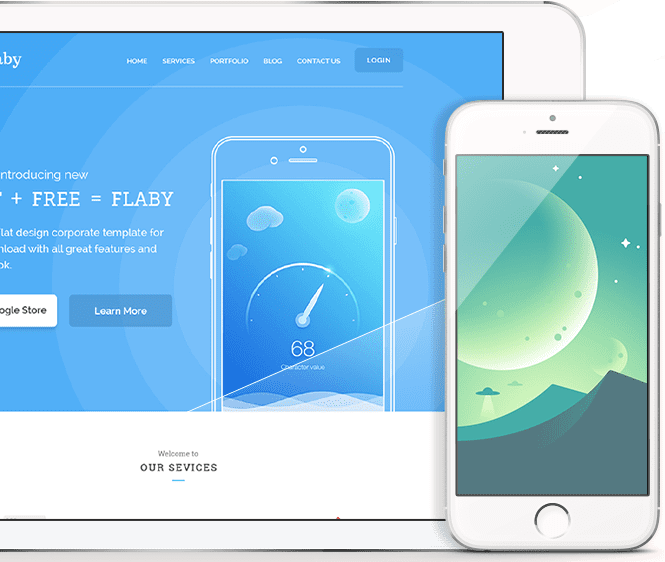 aby
HOME SERVICES PORTFOLIO BLOG CONTACT US LOGIN
ntroducing new
+ FREE = FLABY
lat design corporate template for
nload with all great features and
ok.
ogle Store Learn More
68
Character value
Welcome to
OUR SEVICES